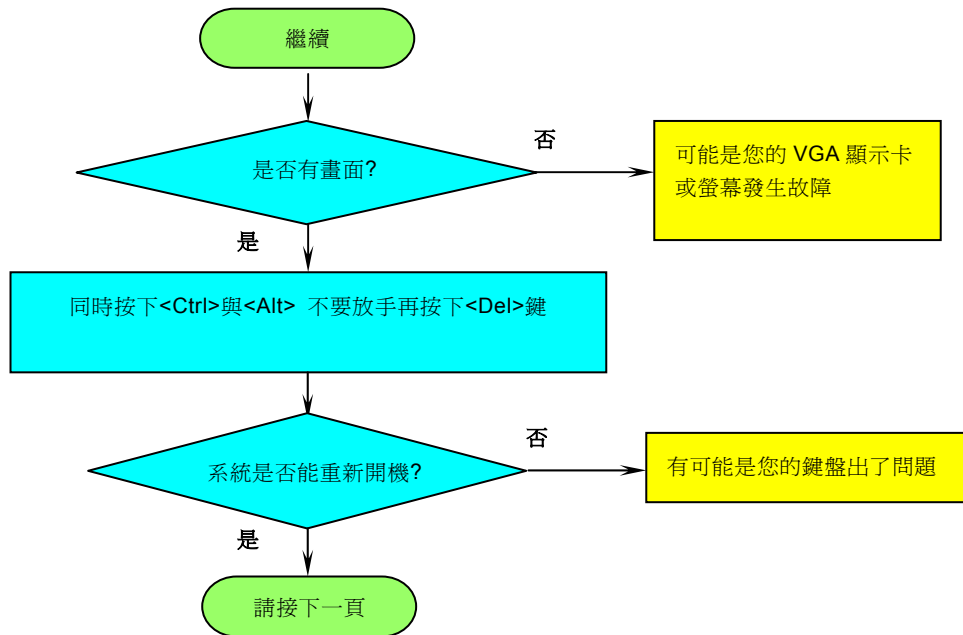 繼續
是否有畫面?
否
可能是您的 VGA 顯示卡
或螢幕發生故障
是
同時按下<Ctrl>與<Alt> 不要放手再按下<Del>鍵
系統是否能重新開機?
否
有可能是您的鍵盤出了問題
是
請接下一頁